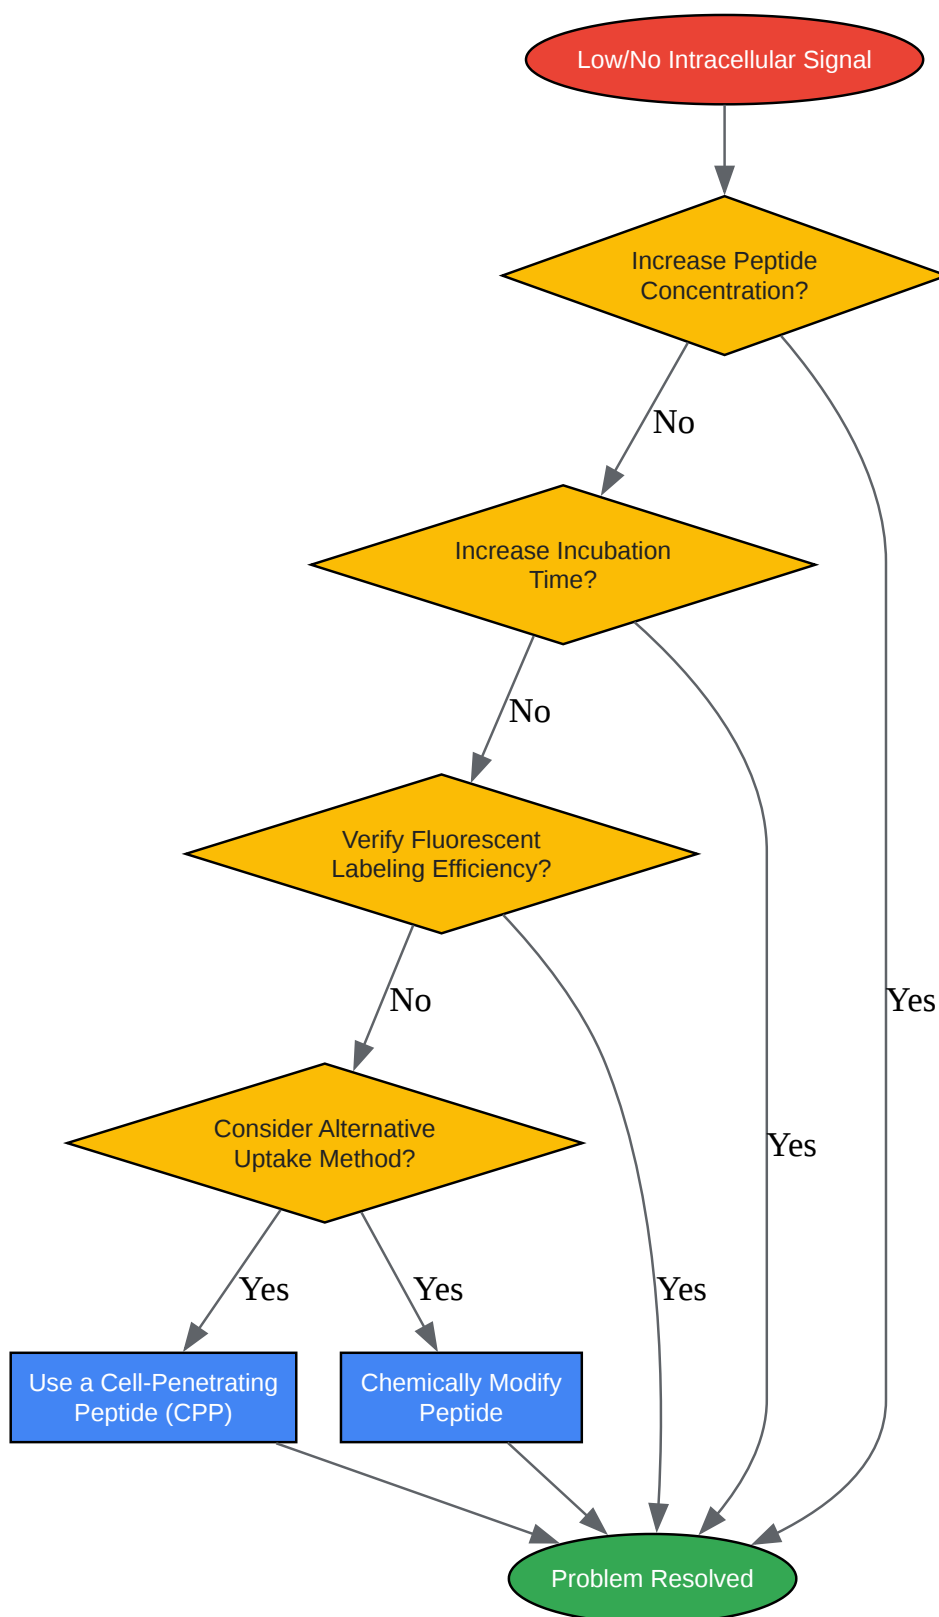 Low/No Intracellular Signal
Increase Peptide
Concentration?
No
Increase Incubation
Time?
No
Verify Fluorescent
Labeling Efficiency?
No
Yes
Consider Alternative
Uptake Method?
Yes
Yes
Yes
Yes
Use a Cell-Penetrating
Peptide (CPP)
Chemically Modify
Peptide
Problem Resolved